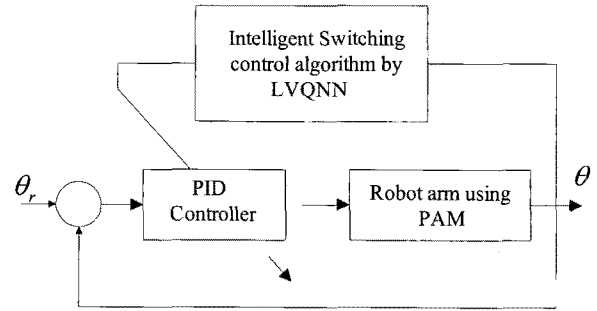 Intelligent Switching
control algorithm by
LVQNN
θr
PID
Controller
Robot arm using
PAM
θ